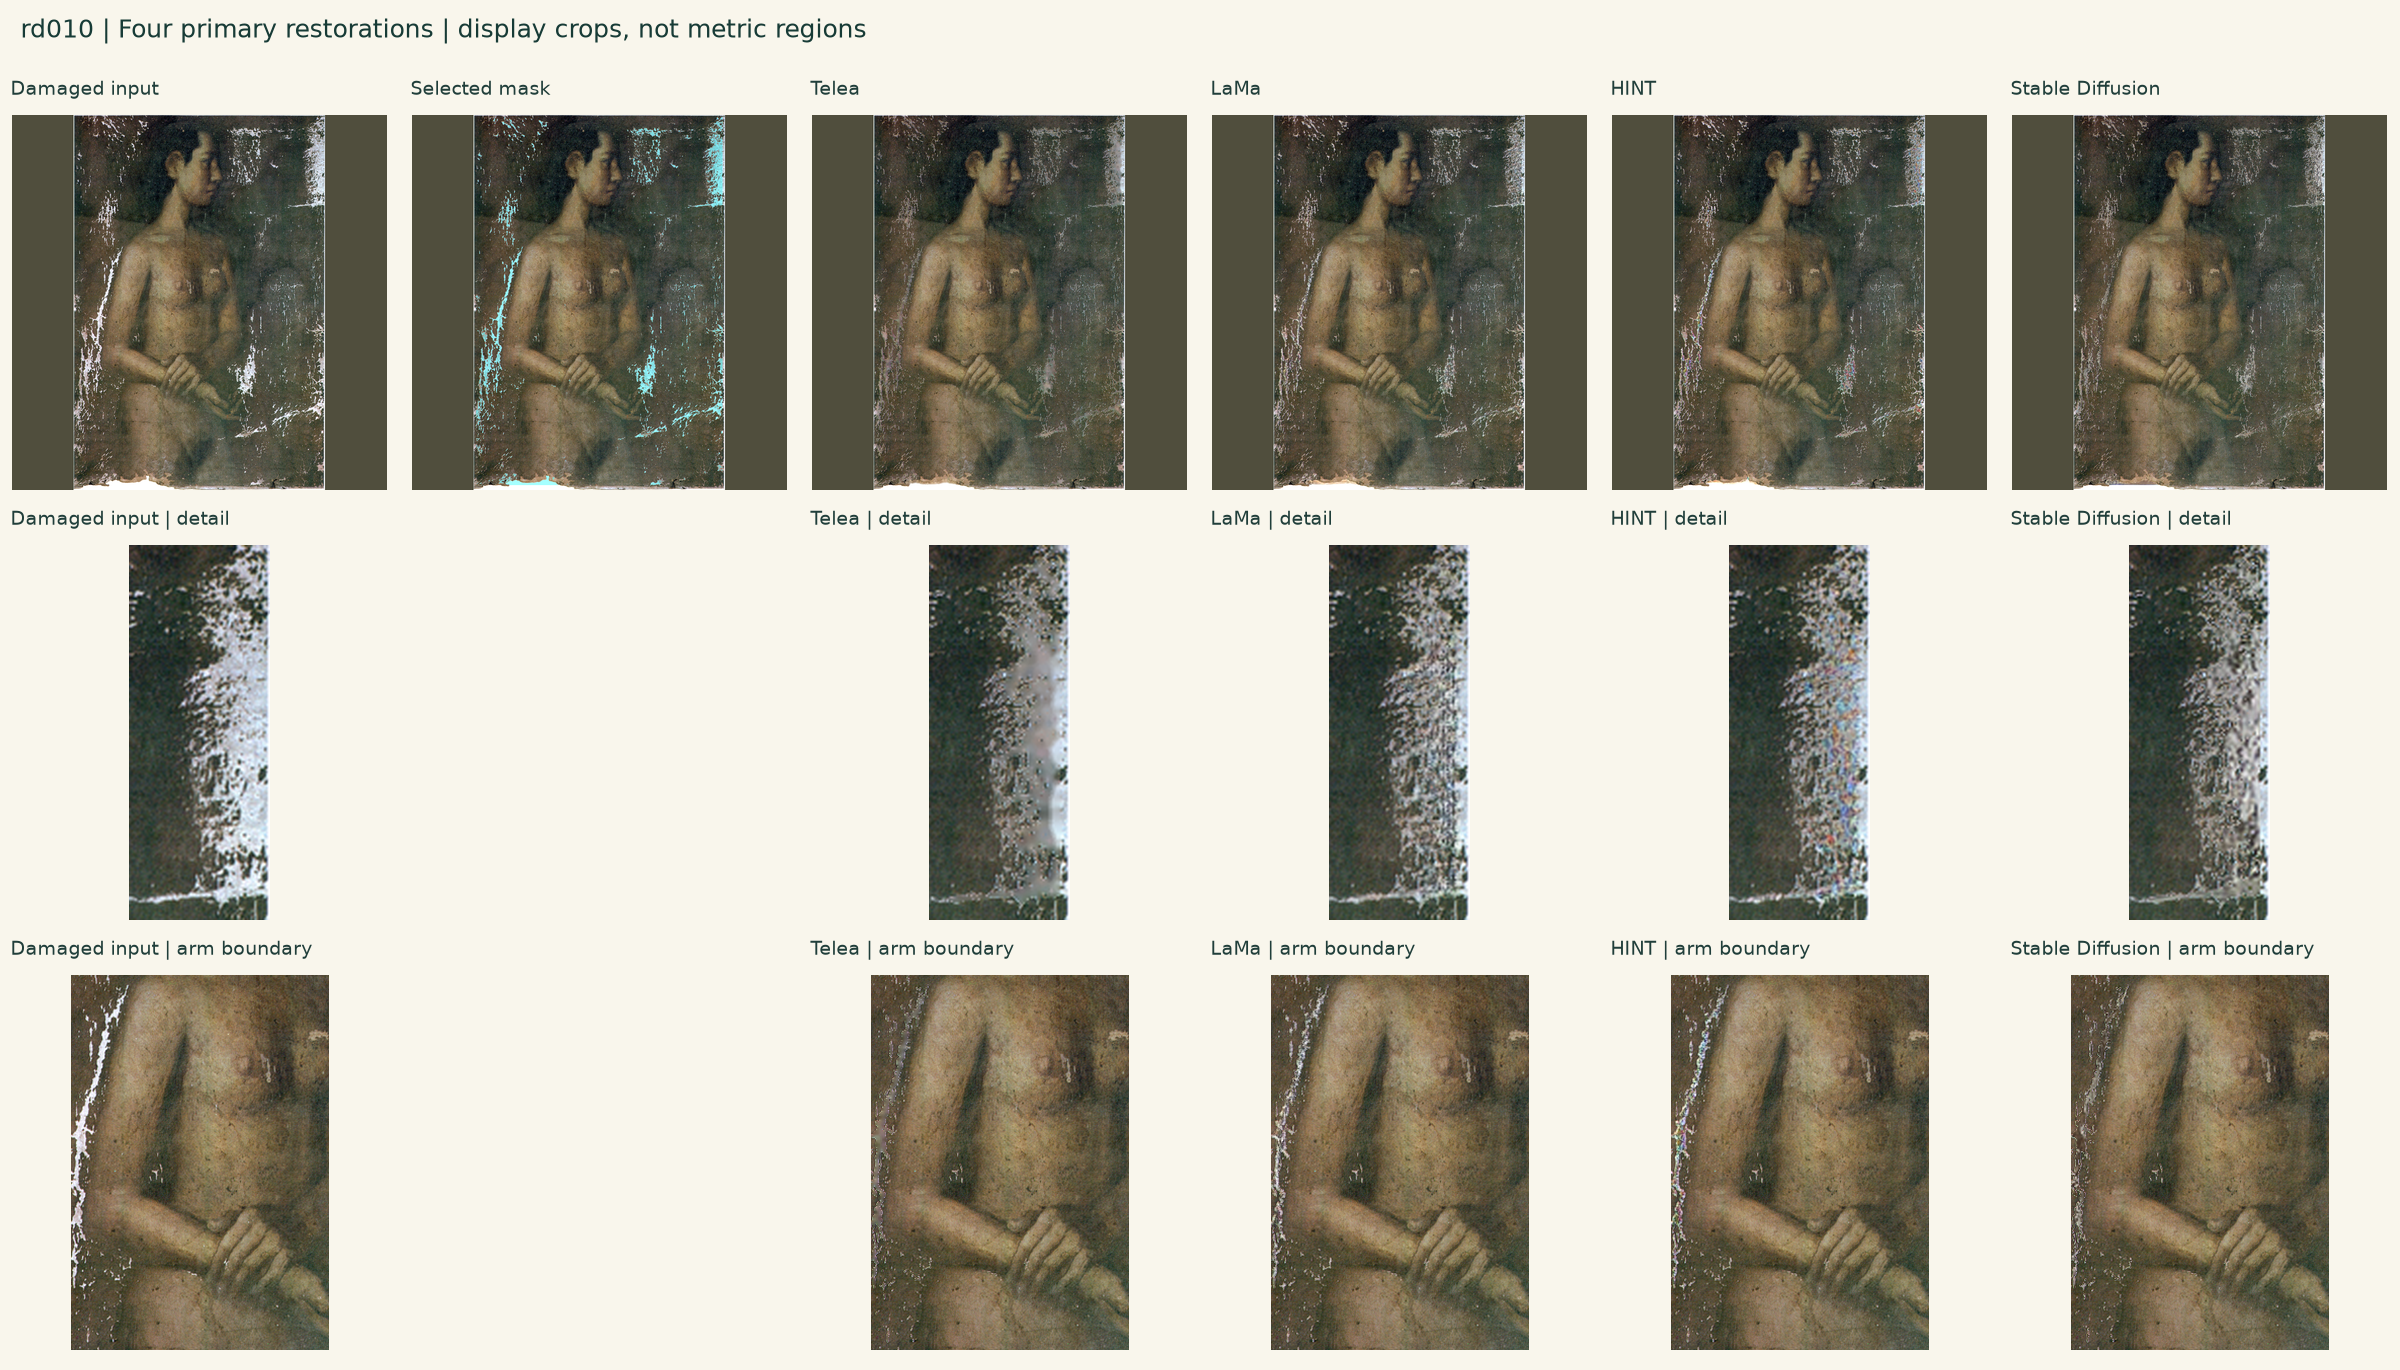 rd010 | Four primary restorations | display crops, not metric regions
Damaged input
Selected mask
Telea
LaMa
HINT
Stable Diffusion
Damaged input | detail
Telea | detail
LaMa | detail
HINT | detail
Stable Diffusion | detail
Damaged input | arm boundary
Telea | arm boundary
LaMa | arm boundary
HINT | arm boundary
Stable Diffusion | arm boundary